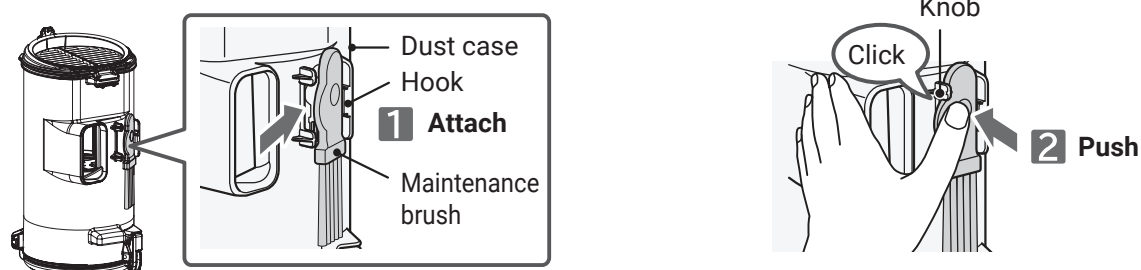 Dust case
Hook
1 Attach
Maintenance
brush
Knob
Click
2 Push